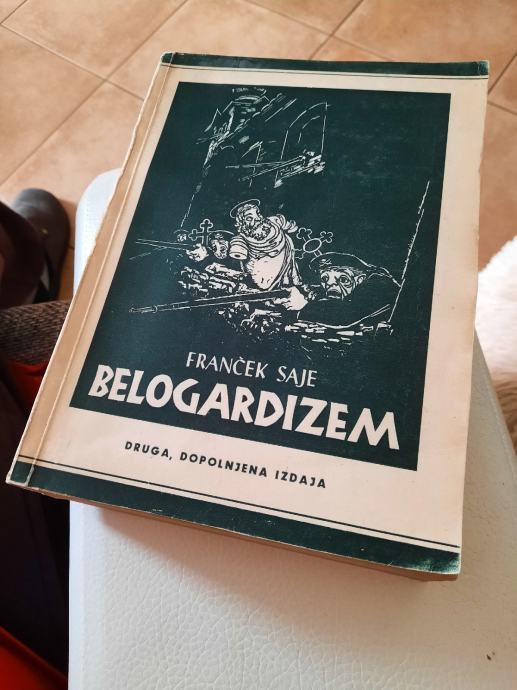 FRANČEK SAJE
BELOGARDIZEM
DRUGA, DOPOLNJENA IZDAJA